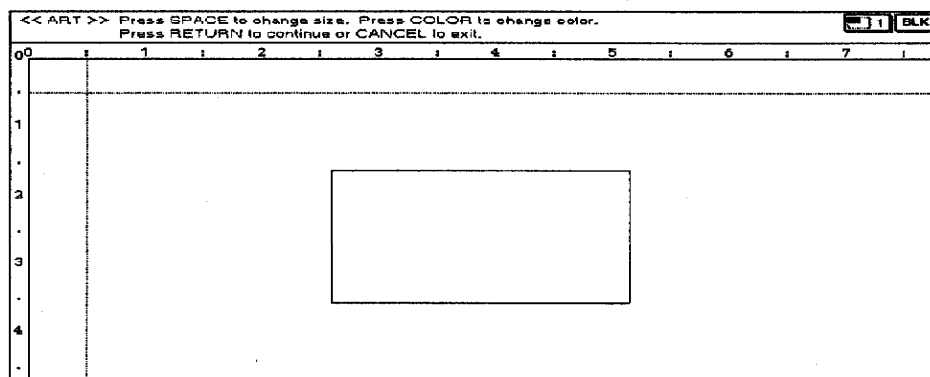 << ART >> Press SPACE to change size. Press COLOR to change color. 1 BLK
Press RETURN to continue or CANCEL to exit.
0 : 1 : 2 : 3 : 4 : 5 : 6 : 7 :
0
1
2
3
4